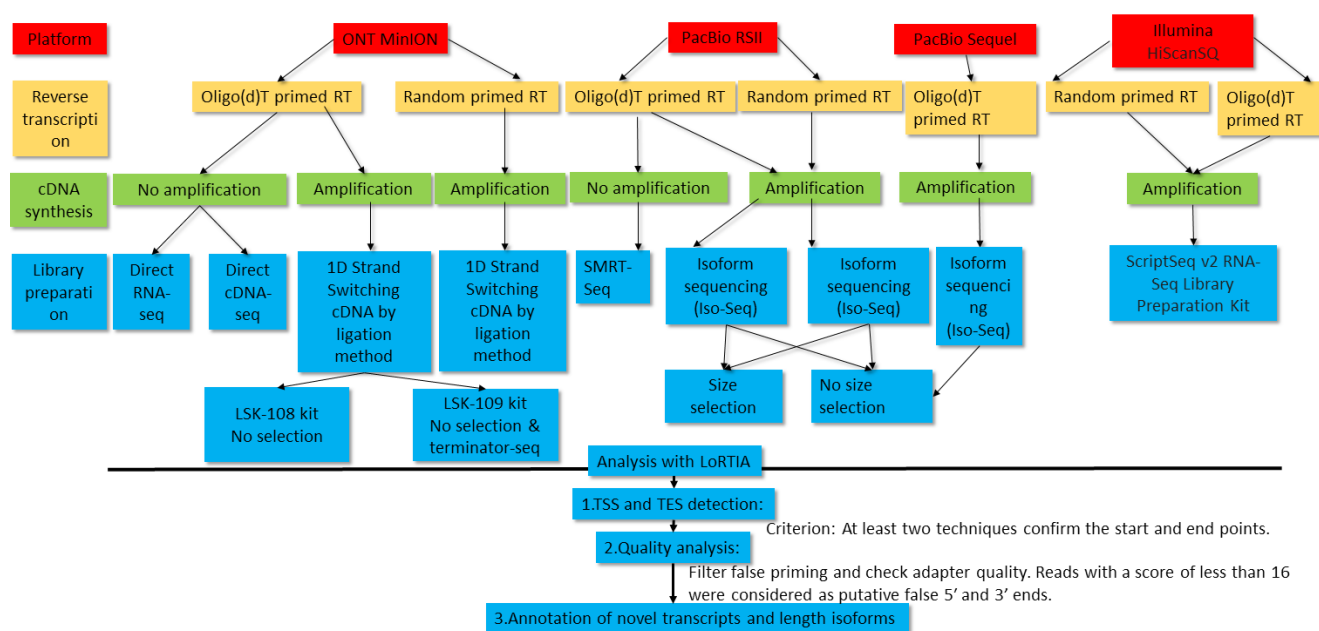 Platform
ONT MinION
PacBio RSII
PacBio Sequel
Illumina
HiScanSQ
Reverse
transcripti
on
Oligo(d)T primed RT
Random primed RT
Oligo(d)T primed RT
Random primed RT
Oligo(d)T
primed RT
Random primed RT
Oligo(d)T
primed RT
cDNA
synthesis
No amplification
Amplification
Amplification
No amplification
Amplification
Amplification
Amplification
Library
preparati
on
Direct
RNA-
seq
Direct
cDNA-
seq
1D Strand
Switching
cDNA by
ligation
method
1D Strand
Switching
cDNA by
ligation
method
SMRT-
Seq
Isoform
sequencing
(Iso-Seq)
Isoform
sequencing
(Iso-Seq)
Isoform
sequenci
ng
(Iso-Seq)
ScriptSeq v2 RNA-
Seq Library
Preparation Kit
LSK-108 kit
No selection
LSK-109 kit
No selection &
terminator-seq
Size
selection
No size
selection
Analysis with LoRTIA
1.TSS and TES detection:
Criterion: At least two techniques confirm the start and end points.
2.Quality analysis:
Filter false priming and check adapter quality. Reads with a score of less than 16
were considered as putative false 5′ and 3′ ends.
3.Annotation of novel transcripts and length isoforms